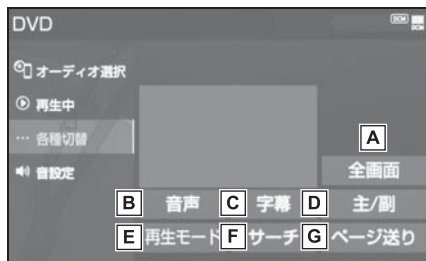 DVD
DCM
DCM
オーディオ選択
再生中
各種切替
音設定
A
全画面
B 音声 C 字幕 D 主/副
E 再生モード F サーチ G ページ送り